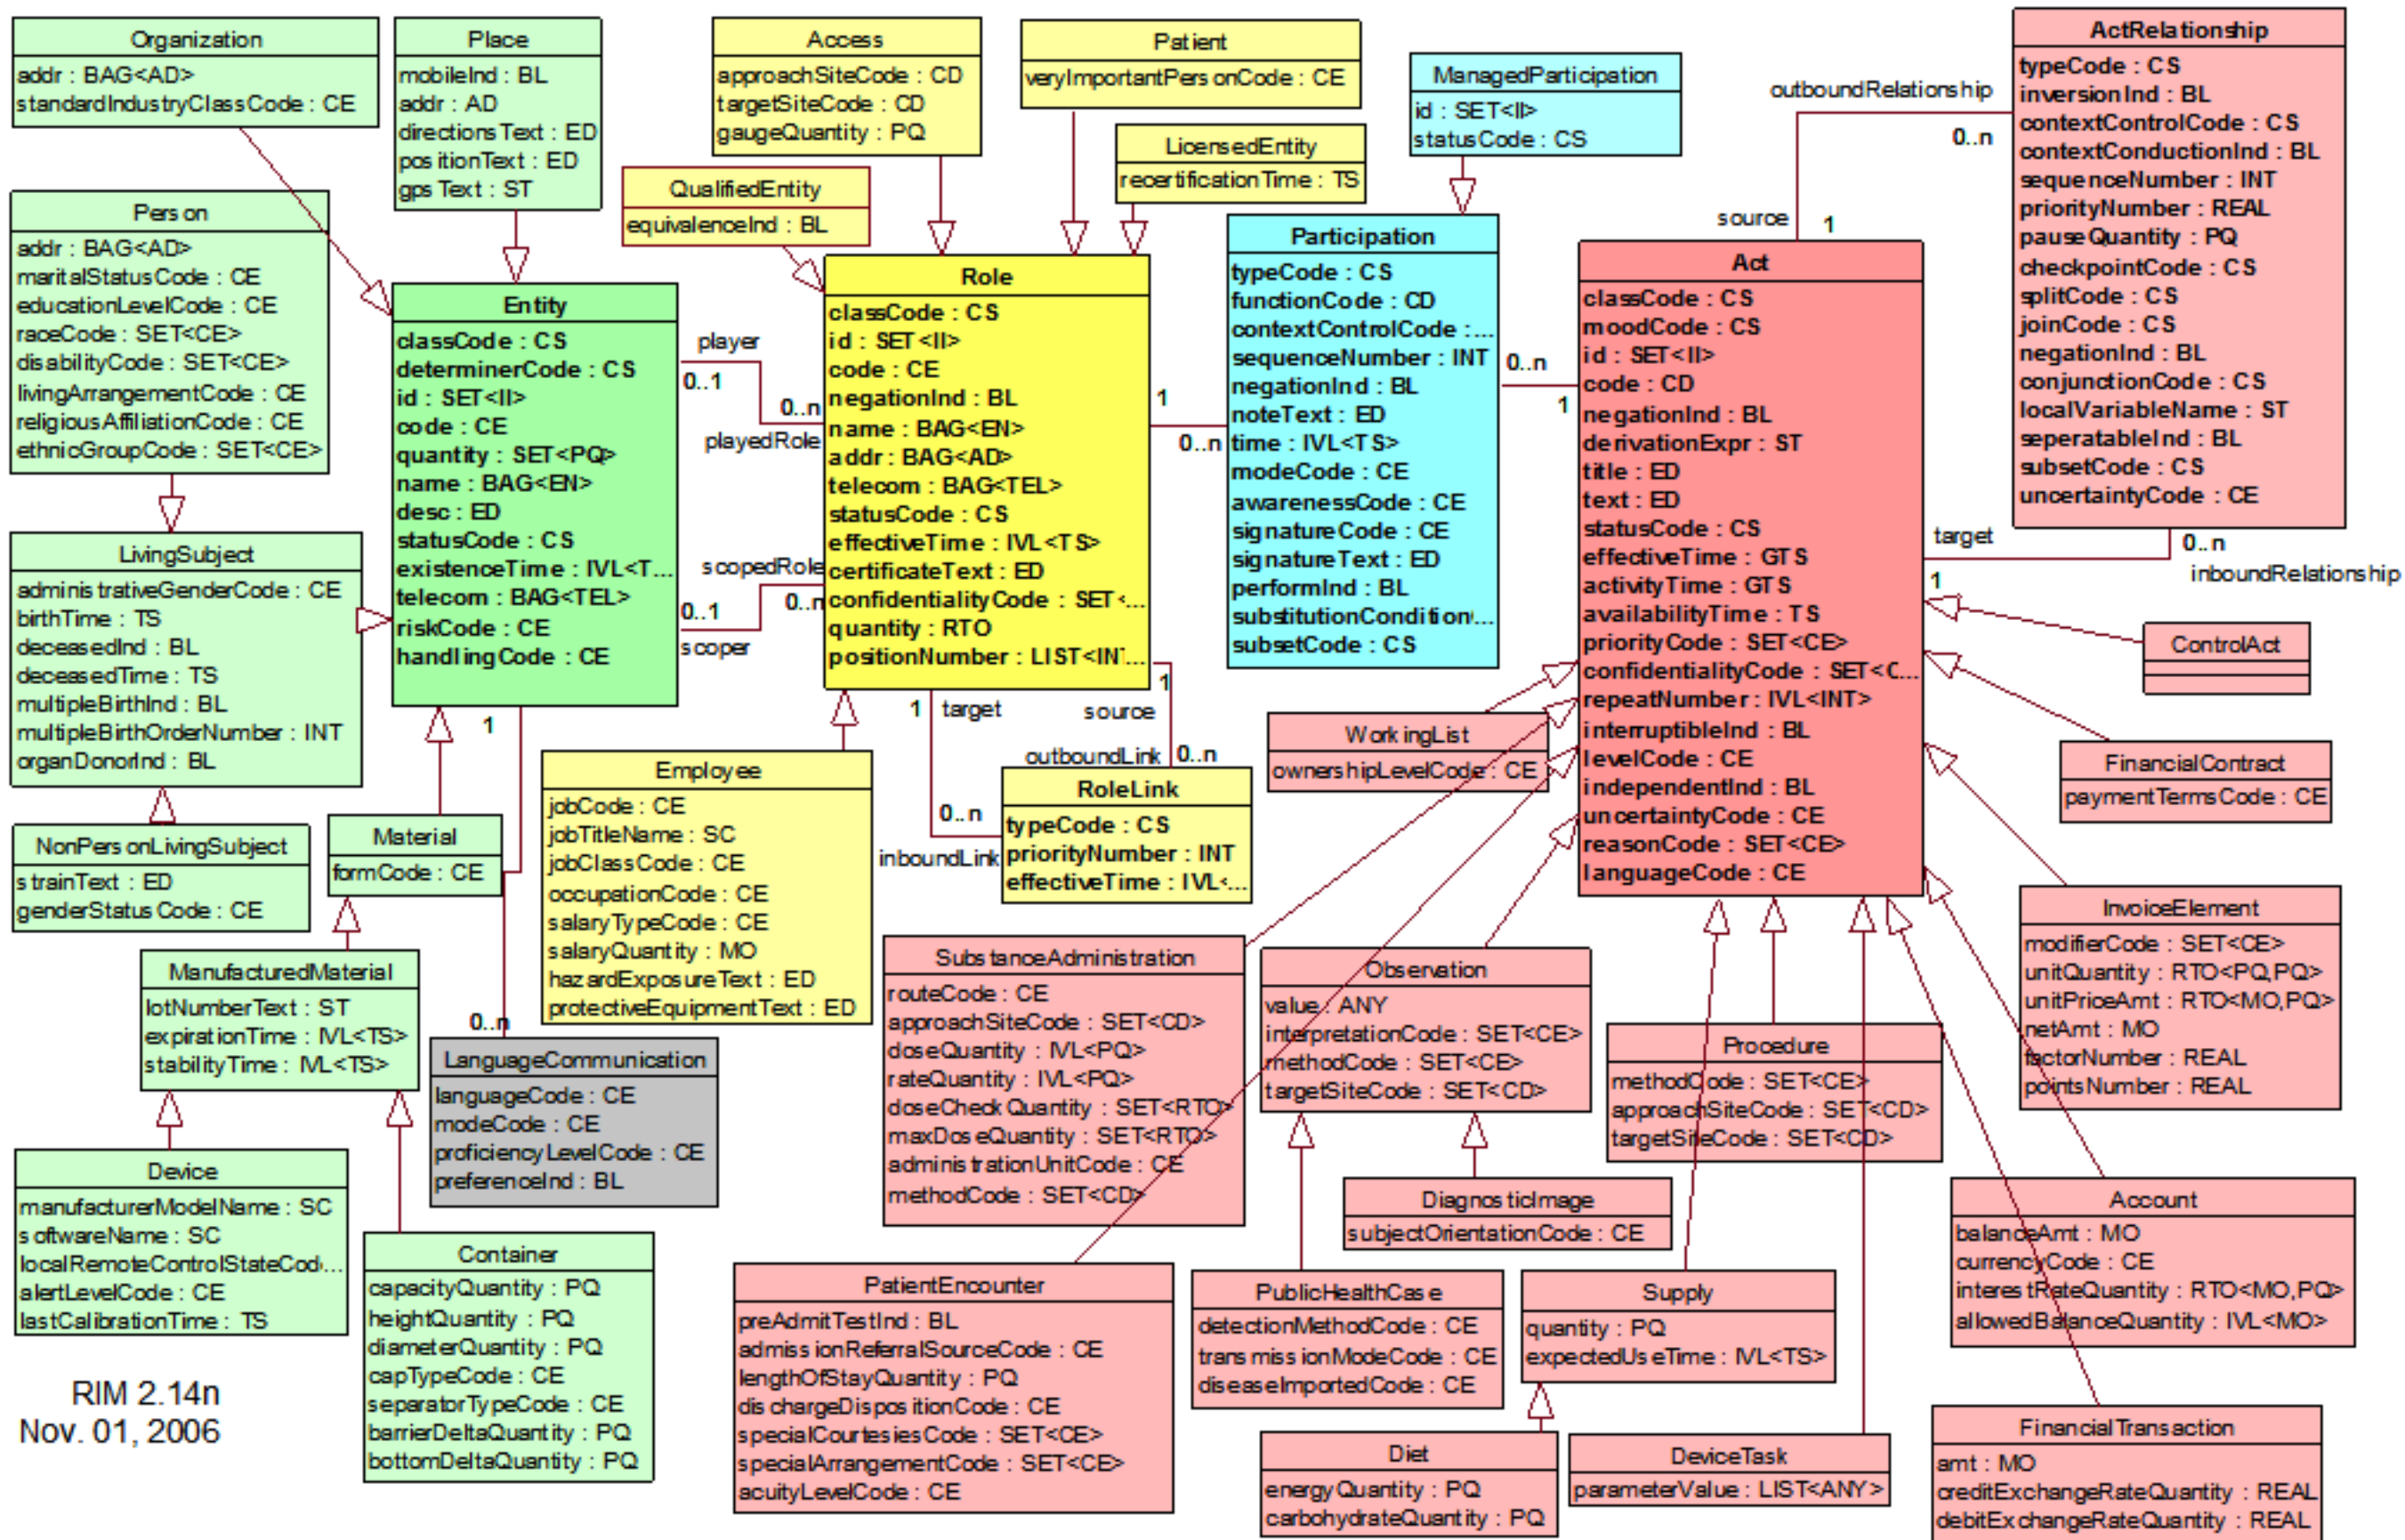 Organization
addr : BAG<AD>
standardIndustryClassCode : CE
Place
mobileInd : BL
addr : AD
directionsText : ED
positionText : ED
gpsText : ST
Access
approachSiteCode : CD
targetSiteCode : CD
gaugeQuantity : PQ
Patient
veryImportantPersonCode : CE
LicensedEntity
recertificationTime : TS
QualifiedEntity
equivalenceInd : BL
ManagedParticipation
id : SET<II>
statusCode : CS
ActRelationship
typeCode : CS
inversionInd : BL
contextControlCode : CS
contextConductionInd : BL
sequenceNumber : INT
priorityNumber : REAL
pauseQuantity : PQ
checkpointCode : CS
splitCode : CS
joinCode : CS
negationInd : BL
conjunctionCode : CS
localVariableName : ST
seperatableInd : BL
subsetCode : CS
uncertaintyCode : CE
outboundRelationship
0..n
source
1
target
1
0..n
inboundRelationship
Person
addr : BAG<AD>
maritalStatusCode : CE
educationLevelCode : CE
raceCode : SET<CE>
disabilityCode : SET<CE>
livingArrangementCode : CE
religiousAffiliationCode : CE
ethnicGroupCode : SET<CE>
Entity
classCode : CS
determinerCode : CS
id : SET<II>
code : CE
quantity : SET<PQ>
name : BAG<EN>
desc : ED
statusCode : CS
existenceTime : IVL<T...
telecom : BAG<TEL>
riskCode : CE
handlingCode : CE
player
0..1
0..n
playedRole
scopedRole
0..n
0..1
scoper
Role
classCode : CS
id : SET<II>
code : CE
negationInd : BL
name : BAG<EN>
addr : BAG<AD>
telecom : BAG<TEL>
statusCode : CS
effectiveTime : IVL<TS>
certificateText : ED
confidentialityCode : SET<...
quantity : RTO
positionNumber : LIST<INT...
1
0..n
Participation
typeCode : CS
functionCode : CD
contextControlCode :...
sequenceNumber : INT
negationInd : BL
noteText : ED
time : IVL<TS>
modeCode : CE
awarenessCode : CE
signatureCode : CE
signatureText : ED
performInd : BL
substitutionCondition...
subsetCode : CS
0..n
1
Act
classCode : CS
moodCode : CS
id : SET<II>
code : CD
negationInd : BL
derivationExpr : ST
title : ED
text : ED
statusCode : CS
effectiveTime : GTS
activityTime : GTS
availabilityTime : TS
priorityCode : SET<CE>
confidentialityCode : SET<C...
repeatNumber : IVL<INT>
interruptibleInd : BL
levelCode : CE
independentInd : BL
uncertaintyCode : CE
reasonCode : SET<CE>
languageCode : CE
LivingSubject
administrativeGenderCode : CE
birthTime : TS
deceasedInd : BL
deceasedTime : TS
multipleBirthInd : BL
multipleBirthOrderNumber : INT
organDonorInd : BL
NonPersonLivingSubject
strainText : ED
genderStatusCode : CE
Material
formCode : CE
1
0..n
ManufacturedMaterial
lotNumberText : ST
expirationTime : IVL<TS>
stabilityTime : IVL<TS>
Employee
jobCode : CE
jobTitleName : SC
jobClassCode : CE
occupationCode : CE
salaryTypeCode : CE
salaryQuantity : MO
hazardExposureText : ED
protectiveEquipmentText : ED
1 target
source
1
outboundLink
0..n
0..n
inboundLink
RoleLink
typeCode : CS
priorityNumber : INT
effectiveTime : IVL<...
WorkingList
ownershipLevelCode : CE
ControlAct
FinancialContract
paymentTermsCode : CE
InvoiceElement
modifierCode : SET<CE>
unitQuantity : RTO<PQ,PQ>
unitPriceAmt : RTO<MO,PQ>
netAmt : MO
factorNumber : REAL
pointsNumber : REAL
SubstanceAdministration
routeCode : CE
approachSiteCode : SET<CD>
doseQuantity : IVL<PQ>
rateQuantity : IVL<PQ>
doseCheckQuantity : SET<RTO>
maxDoseQuantity : SET<RTO>
administrationUnitCode : CE
methodCode : SET<CD>
Observation
value : ANY
interpretationCode : SET<CE>
methodCode : SET<CE>
targetSiteCode : SET<CD>
Procedure
methodCode : SET<CE>
approachSiteCode : SET<CD>
targetSiteCode : SET<CD>
LanguageCommunication
languageCode : CE
modeCode : CE
proficiencyLevelCode : CE
preferenceInd : BL
Device
manufacturerModelName : SC
softwareName : SC
localRemoteControlStateCod...
alertLevelCode : CE
lastCalibrationTime : TS
Container
capacityQuantity : PQ
heightQuantity : PQ
diameterQuantity : PQ
capTypeCode : CE
separatorTypeCode : CE
barrierDeltaQuantity : PQ
bottomDeltaQuantity : PQ
DiagnosticImage
subjectOrientationCode : CE
Account
balanceAmt : MO
currencyCode : CE
interestRateQuantity : RTO<MO,PQ>
allowedBalanceQuantity : IVL<MO>
PatientEncounter
preAdmitTestInd : BL
admissionReferralSourceCode : CE
lengthOfStayQuantity : PQ
dischargeDispositionCode : CE
specialCourtesiesCode : SET<CE>
specialArrangementCode : SET<CE>
acuityLevelCode : CE
PublicHealthCase
detectionMethodCode : CE
transmissionModeCode : CE
diseaseImportedCode : CE
Supply
quantity : PQ
expectedUseTime : IVL<TS>
Diet
energyQuantity : PQ
carbohydrateQuantity : PQ
DeviceTask
parameterValue : LIST<ANY>
FinancialTransaction
amt : MO
creditExchangeRateQuantity : REAL
debitExchangeRateQuantity : REAL
RIM 2.14n
Nov. 01, 2006